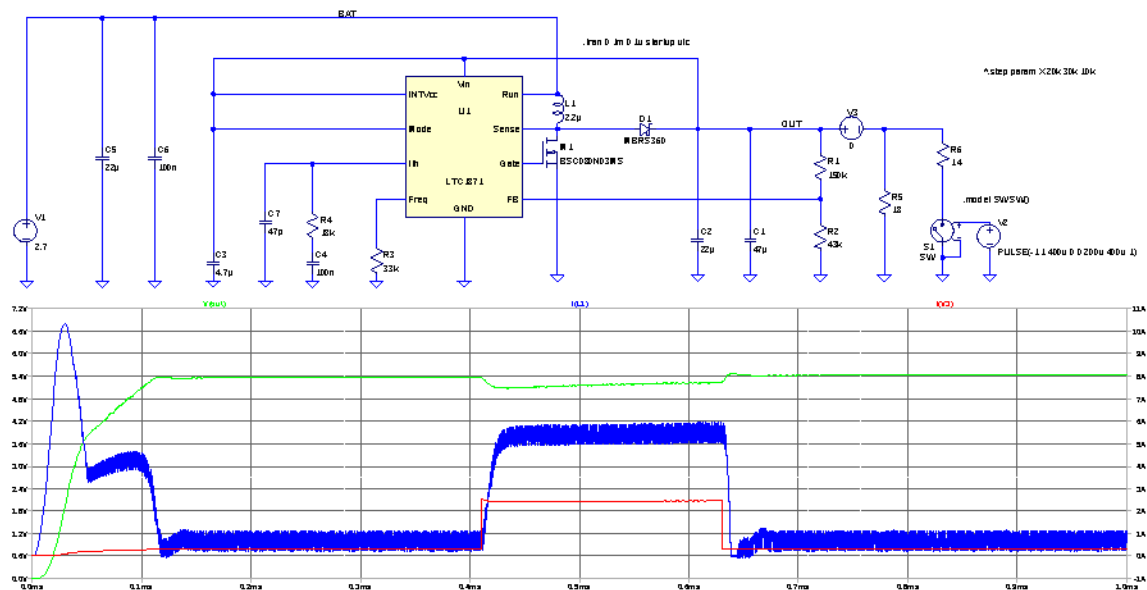 BAT
.tran 0 1m 0 1u startup uic
*.step param X 20k 30k 10k
Vin
INTVcc
Run
U1
L1
2.2µ
Mode
Sense
D1
MBRS360
OUT
V3
0
C5
22µ
C6
100n
Ith
Gate
M1
BSC080N03MS
R1
150k
R6
LTC1871
Freq
FB
GND
R5
18
.model SW SW()
V1
2.7
C7
47p
R4
18k
C3
4.7µ
C4
100n
R3
33k
C2
22µ
C1
47µ
R2
43k
S1
SW
V2
PULSE(-1 1 400u 0 0 200u 400u 1)
V(out)
I(L1)
I(V3)
7.2V
6.6V
6.0V
5.4V
4.8V
4.2V
3.6V
3.0V
2.4V
1.8V
1.2V
0.6V
0.0V
11A
10A
9A
8A
7A
6A
5A
4A
3A
2A
1A
0A
-1A
0.0ms
0.1ms
0.2ms
0.3ms
0.4ms
0.5ms
0.6ms
0.7ms
0.8ms
0.9ms
1.0ms